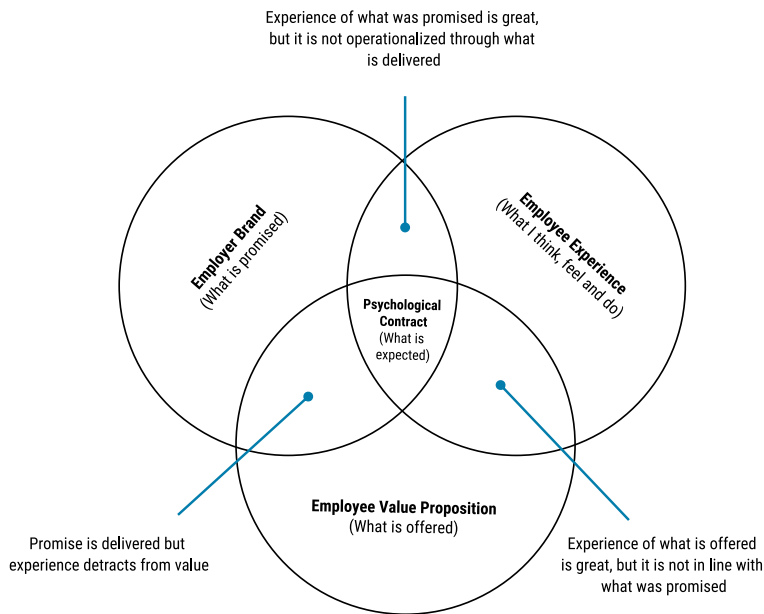 Experience of what was promised is great,
but it is not operationalized through what
is delivered
Employer Brand
(What is promised)
Employee Experience
(What I think, feel and do)
Psychological
Contract
(What is
expected)
Employee Value Proposition
(What is offered)
Promise is delivered but
experience detracts from value
Experience of what is offered
is great, but it is not in line with
what was promised